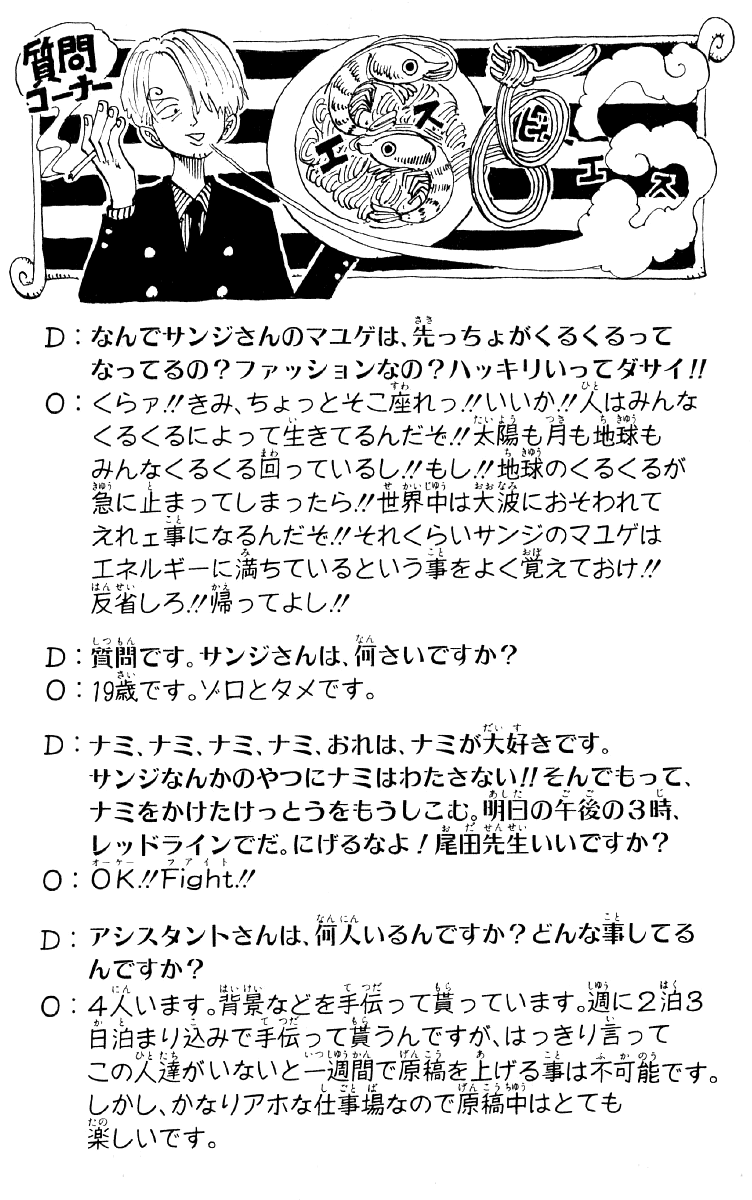 質問コーナー
エス
ビィ
エス
D:なんでサンジさんのマユゲは、先っちょがくるくるって
なってるの?ファッションなの?ハッキリいってダサイ!!
O:くらァ!!きみ、ちょっとそこ座れっ!!いいか!!人はみんな
くるくるによって生きてるんだぞ!!太陽も月も地球も
みんなくるくる回っているし!!もし!!地球のくるくるが
急に止まってしまったら!!世界中は大波におそわれて
えれェ事になるんだぞ!!それくらいサンジのマユゲは
エネルギーに満ちているという事をよく覚えておけ!!
反省しろ!!帰ってよし!!
D:質問です。サンジさんは、何さいですか?
O:19歳です。ゾロとタメです。
D:ナミ、ナミ、ナミ、ナミ、おれは、ナミが大好きです。
サンジなんかのやつにナミはわたさない!!そんでもって、
ナミをかけたけっとうをもうしこむ。明日の午後の3時、
レッドラインでだ。にげるなよ!尾田先生いいですか?
O:OK!!Fight!!
D:アシスタントさんは、何人いるんですか?どんな事してる
んですか?
O:4人います。背景などを手伝って貰っています。週に2泊3
日泊まり込みで手伝って貰うんですが、はっきり言って
この人達がいないと一週間で原稿を上げる事は不可能です。
しかし、かなりアホな仕事場なので原稿中はとても
楽しいです。